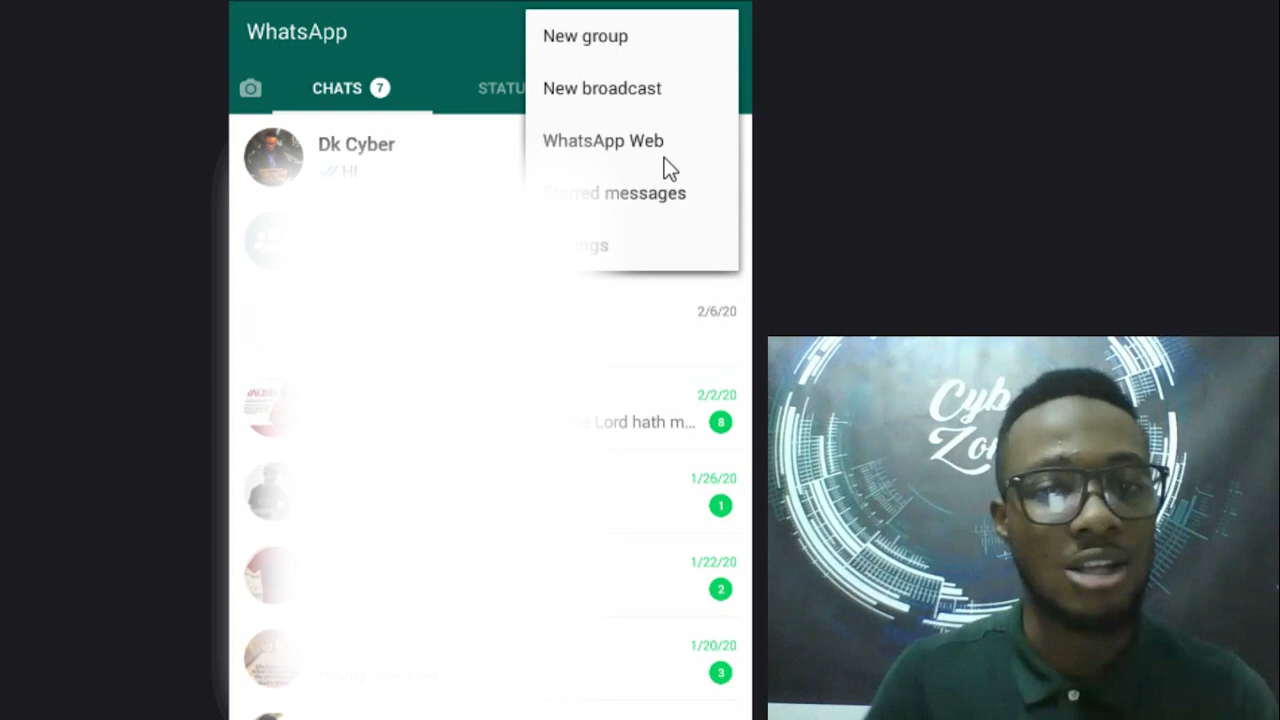 WhatsApp
New group
CHATS 7
New broadcast
WhatsApp Web
Dk Cyber
HI
messages
2/6/20
2/2/20
Lord hath m...
8
1/26/20
1
1/22/20
2
1/20/20
3